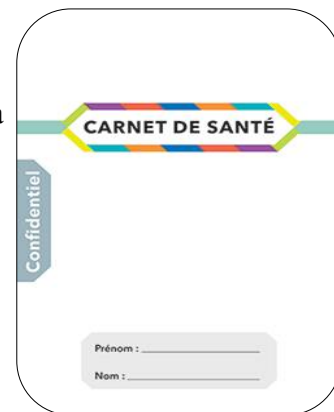 a
CARNET DE SANTÉ
Confidentiel
Prénom :
Nom :